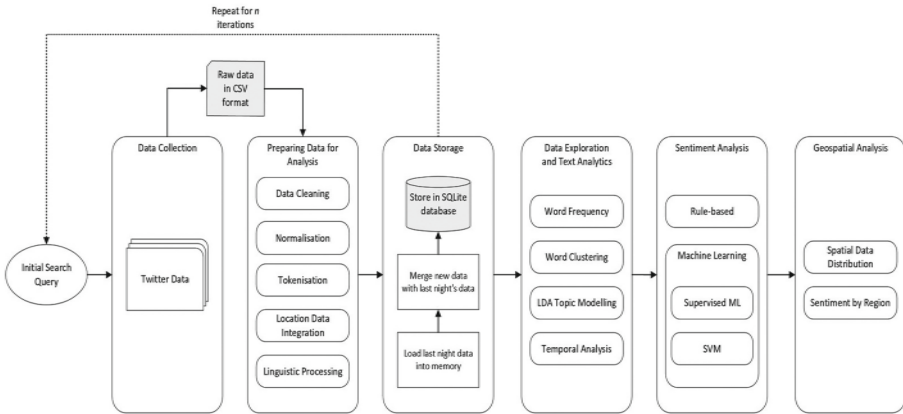 Repeat for n
iterations
Raw data
in CSV
format
Initial Search
Query
Data Collection
Twitter Data
Preparing Data for
Analysis
Data Cleaning
Normalisation
Tokenisation
Location Data
Integration
Linguistic Processing
Data Storage
Store in SQLite
database
Merge new data
with last night's data
Load last night data
into memory
Data Exploration
and Text Analytics
Word Frequency
Word Clustering
LDA Topic Modelling
Temporal Analysis
Sentiment Analysis
Rule-based
Machine Learning
Supervised ML
SVM
Geospatial Analysis
Spatial Data
Distribution
Sentiment by Region